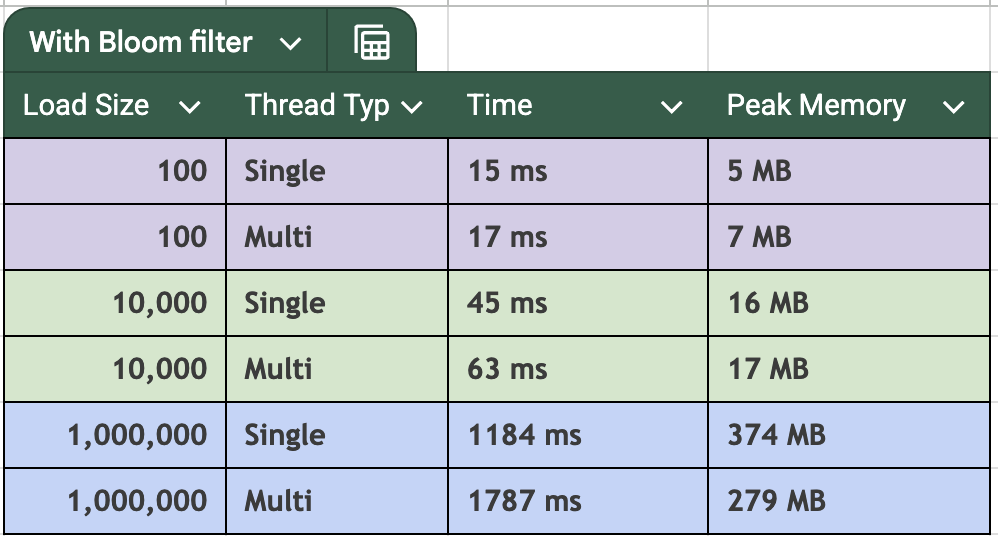 With Bloom filter
Load Size Thread Typ Time Peak Memory
100 Single 15 ms 5 MB
100 Multi 17 ms 7 MB
10,000 Single 45 ms 16 MB
10,000 Multi 63 ms 17 MB
1,000,000 Single 1184 ms 374 MB
1,000,000 Multi 1787 ms 279 MB